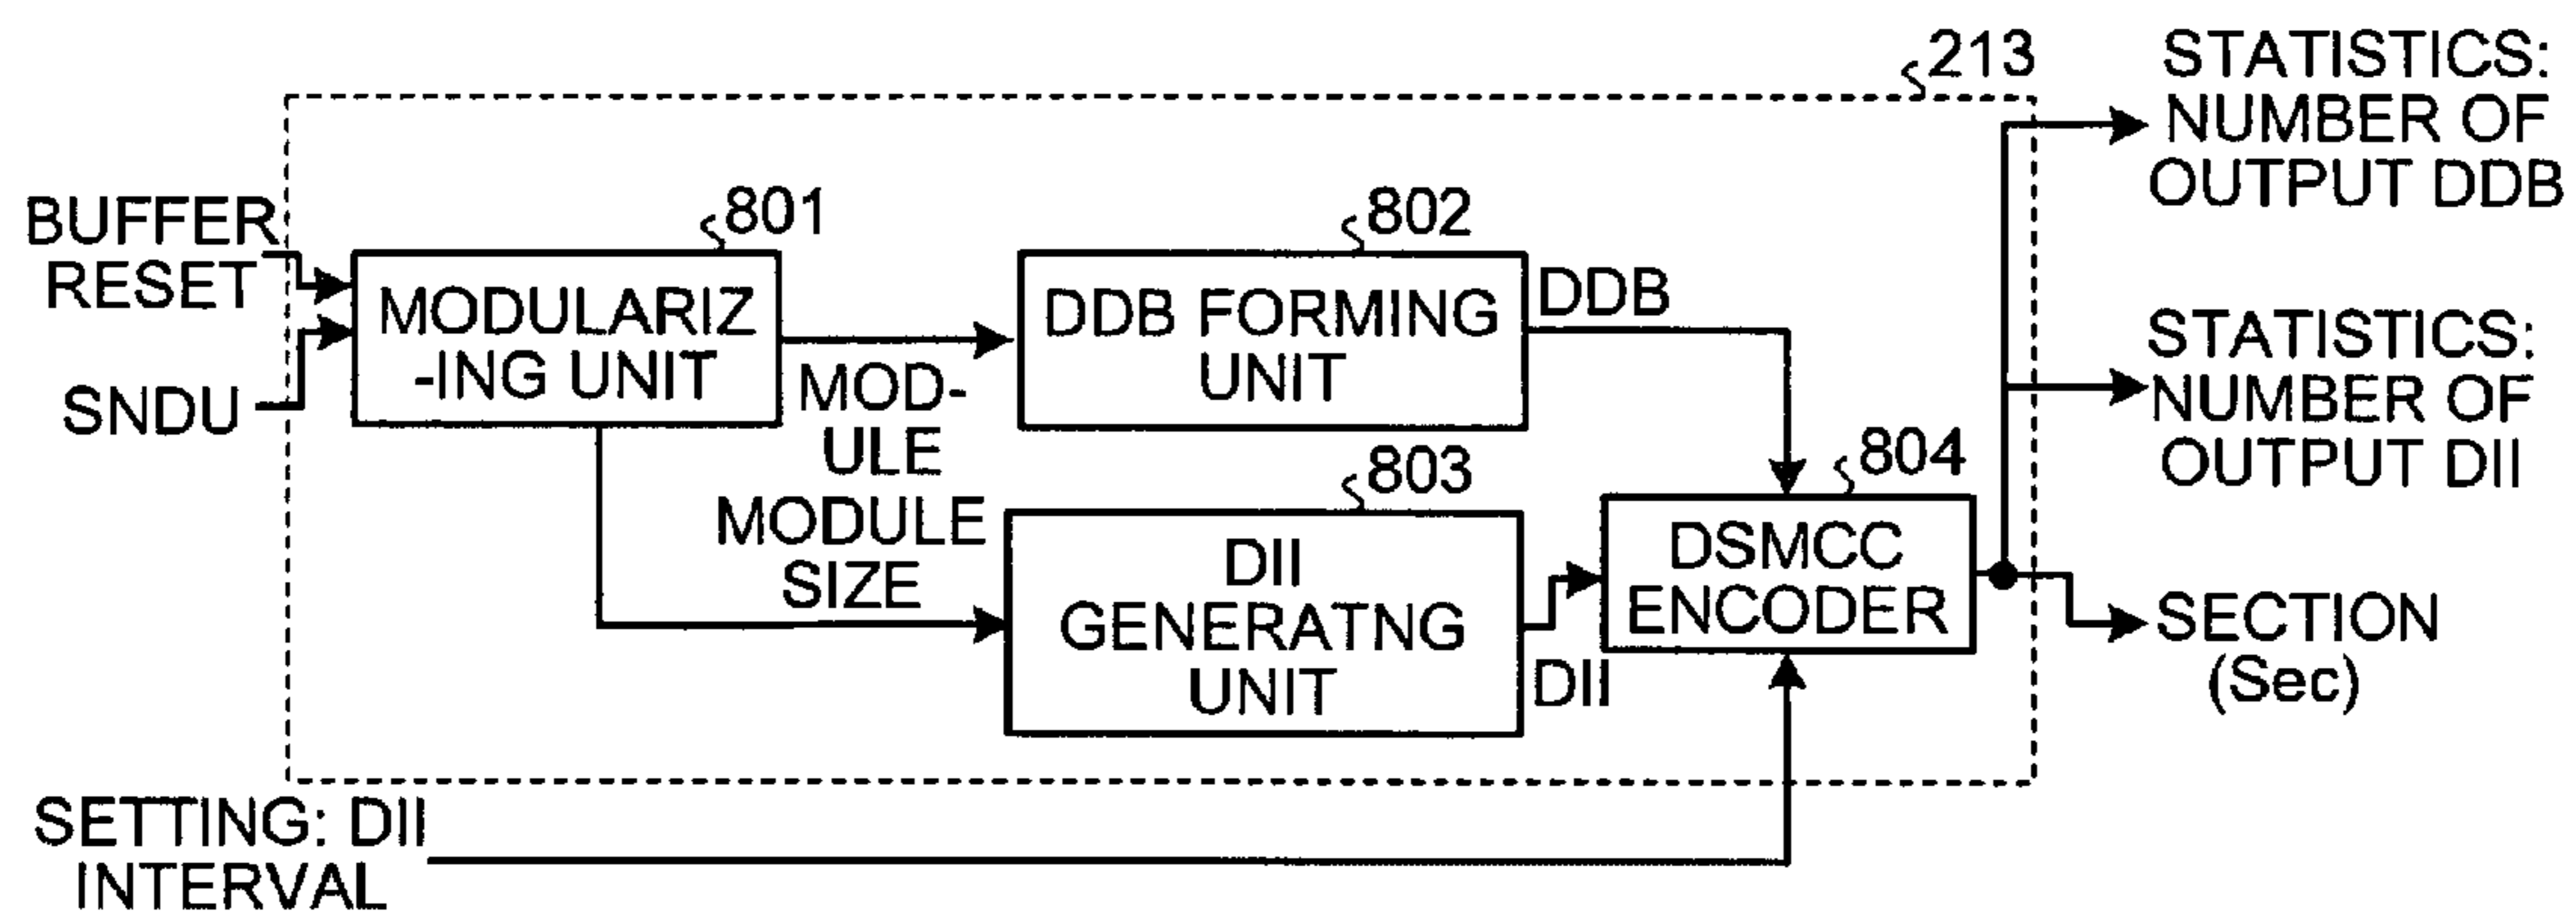 213
STATISTICS:
NUMBER OF
OUTPUT DDB
BUFFER
RESET
SNDU
801
MODULARIZ
-ING UNIT
MOD-
ULE
MODULE
SIZE
802
DDB FORMING
UNIT
DDB
803
DII
GENERATNG
UNIT
DII
804
DSMCC
ENCODER
STATISTICS:
NUMBER OF
OUTPUT DII
SECTION
(Sec)
SETTING: DII
INTERVAL